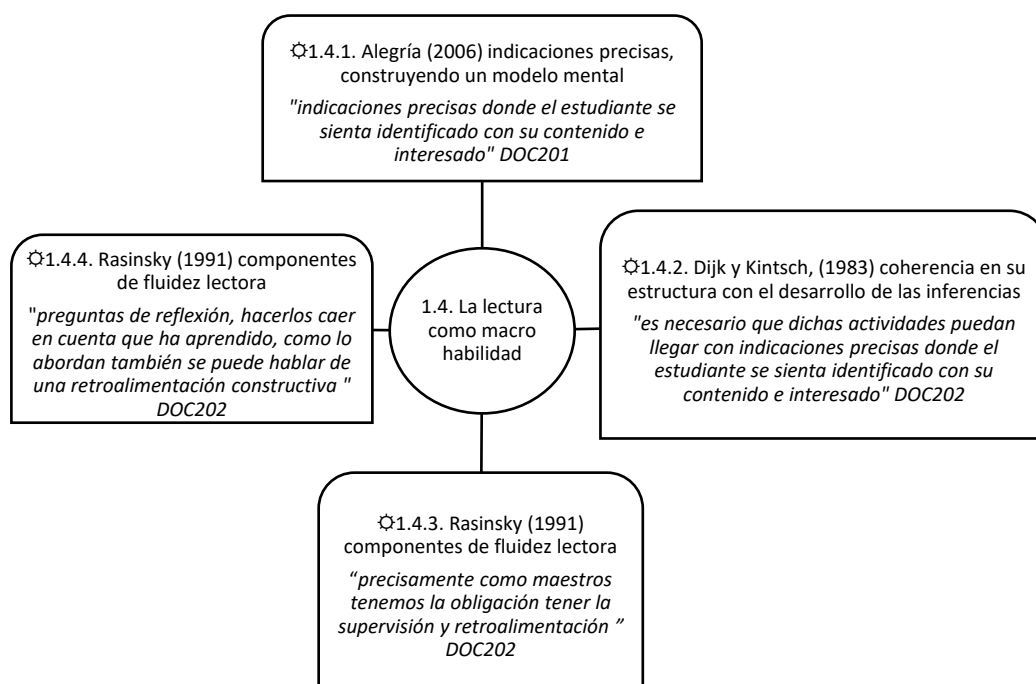 ☼1.4.1. Alegría (2006) indicaciones precisas,
construyendo un modelo mental
"indicaciones precisas donde el estudiante se
sienta identificado con su contenido e
interesado" DOC201
☼1.4.4. Rasinsky (1991) componentes
de fluidez lectora
"preguntas de reflexión, hacerlos caer
en cuenta que ha aprendido, como lo
abordan también se puede hablar de
una retroalimentación constructiva "
DOC202
1.4. La lectura
como macro
habilidad
☼1.4.2. Dijk y Kintsch, (1983) coherencia en su
estructura con el desarrollo de las inferencias
"es necesario que dichas actividades puedan
llegar con indicaciones precisas donde el
estudiante se sienta identificado con su
contenido e interesado" DOC202
☼1.4.3. Rasinsky (1991)
componentes de fluidez lectora
“precisamente como maestros
tenemos la obligación tener la
supervisión y retroalimentación ”
DOC202